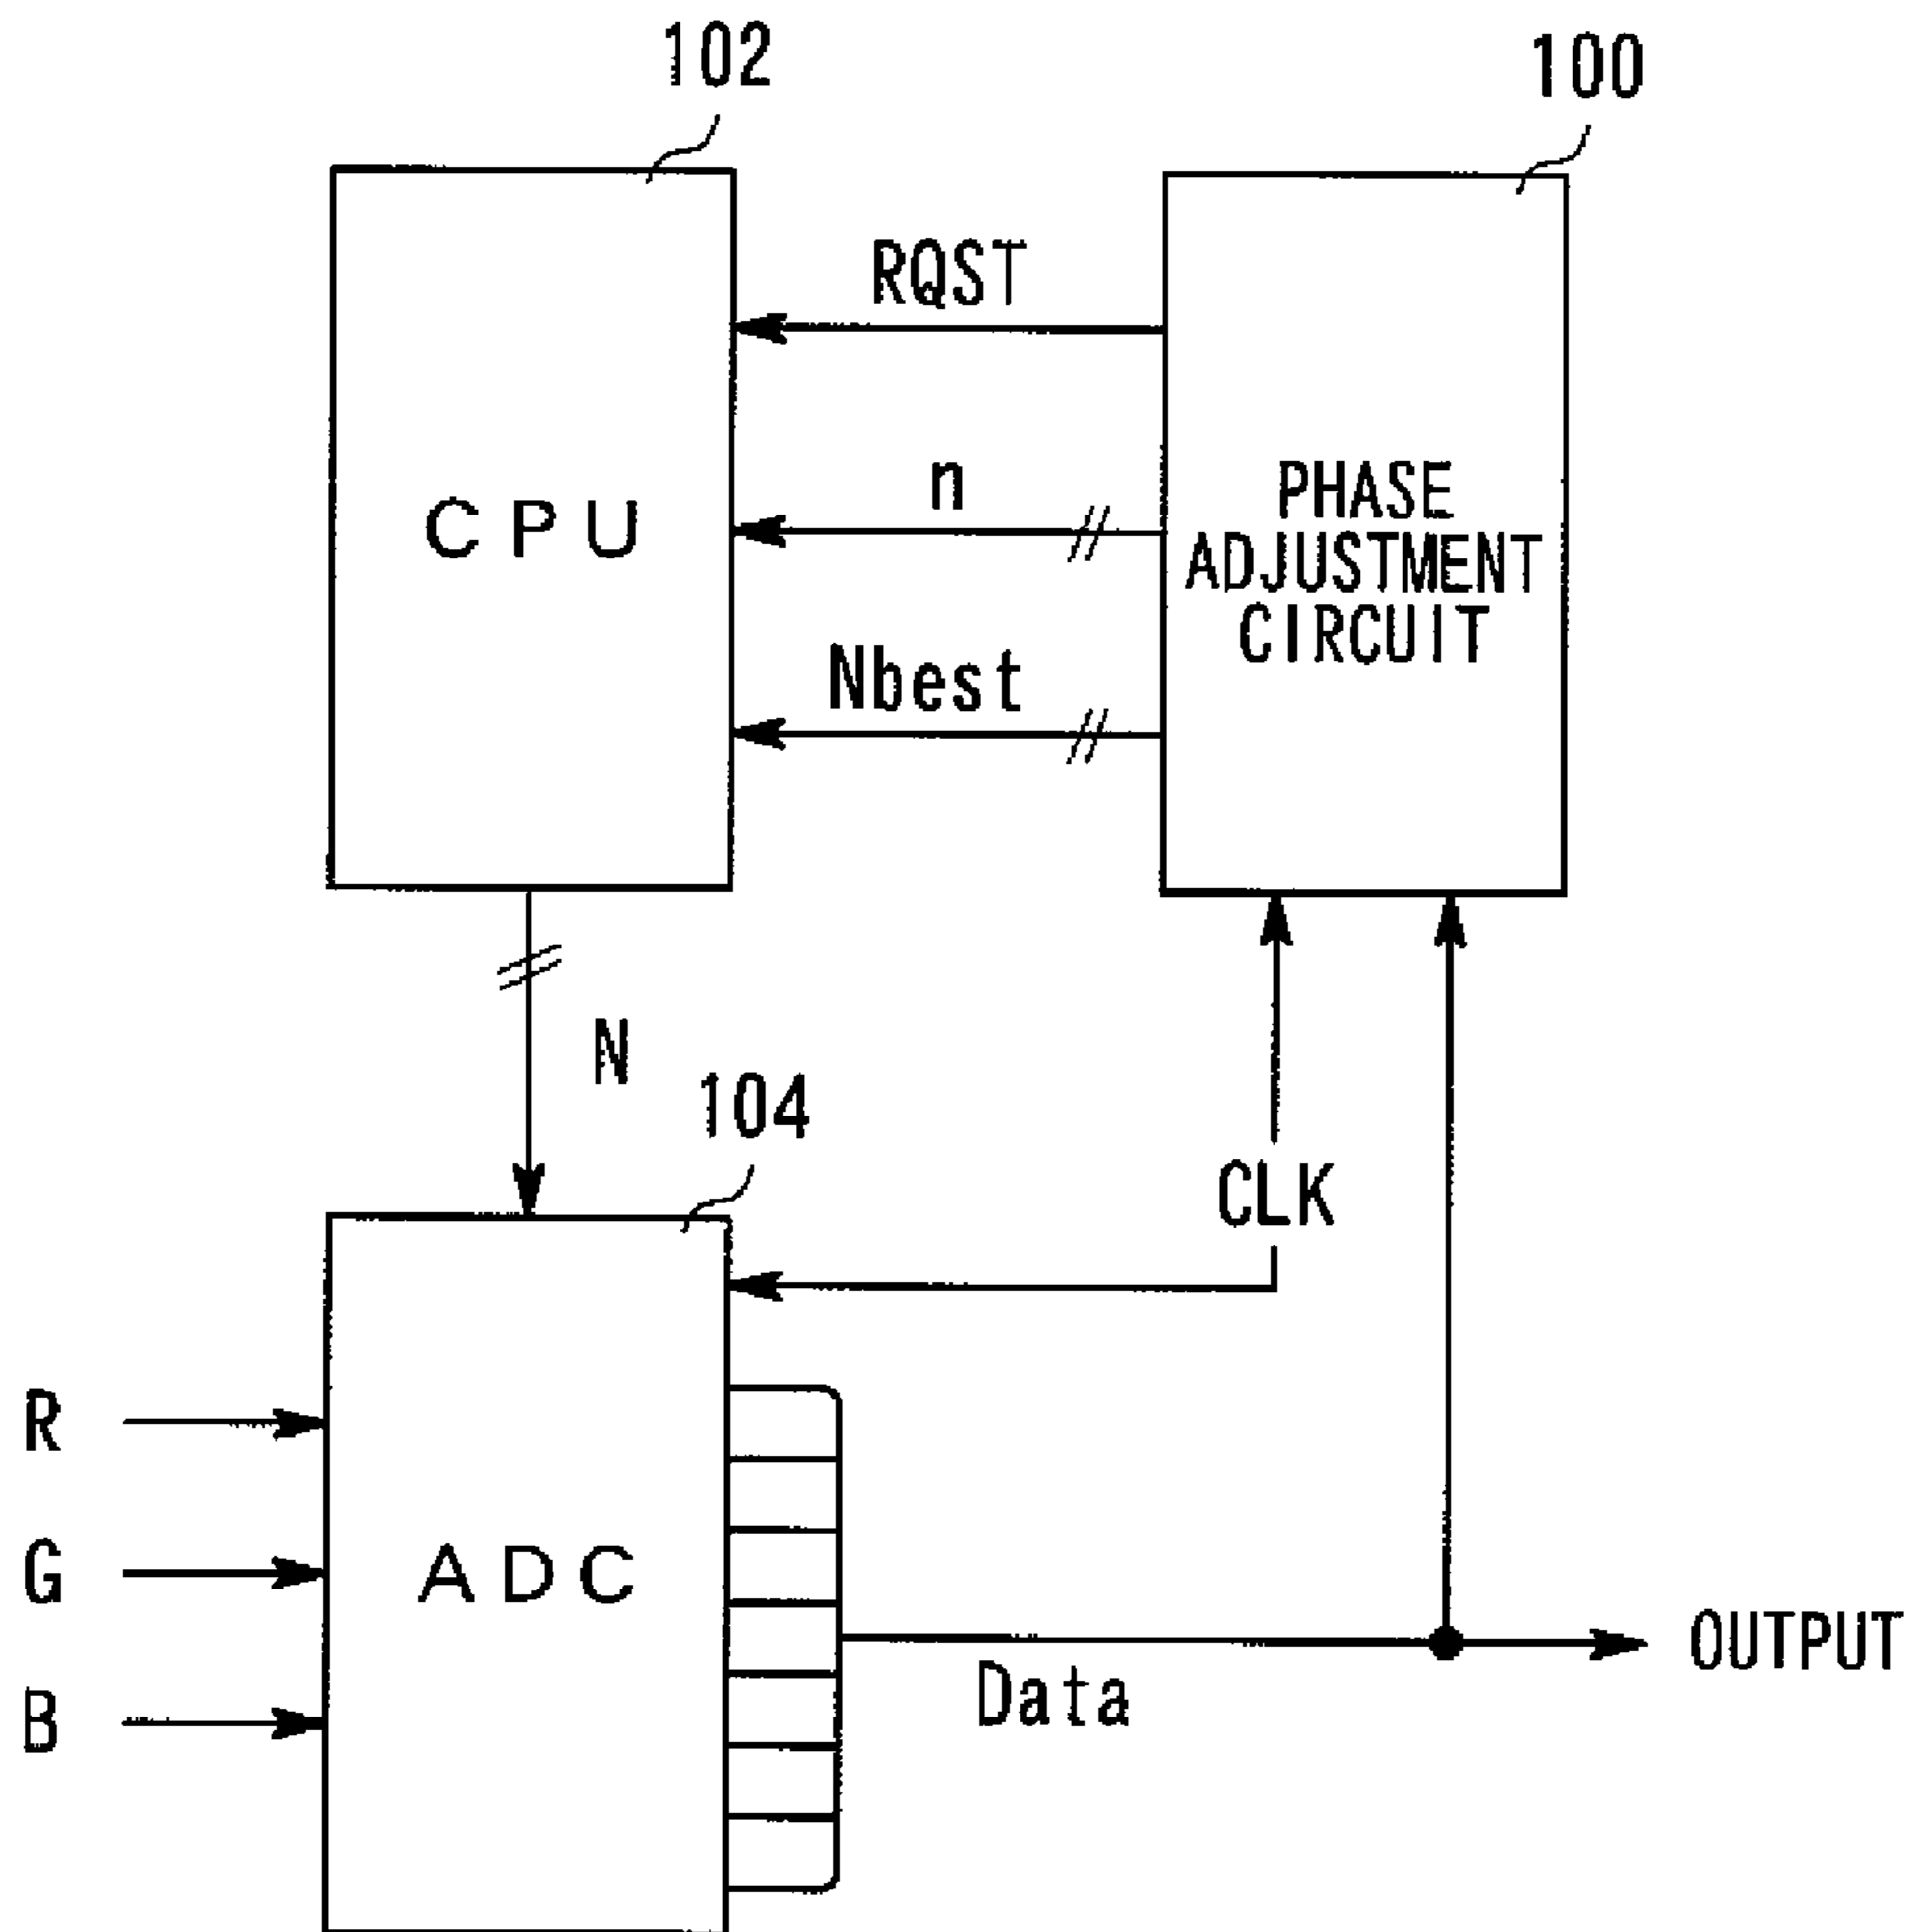 102
100
RQST
n
CPU
PHASE
ADJUSTMENT
CIRCUIT
Nbest
N
104
CLK
R
G
ADC
B
Data
OUTPUT